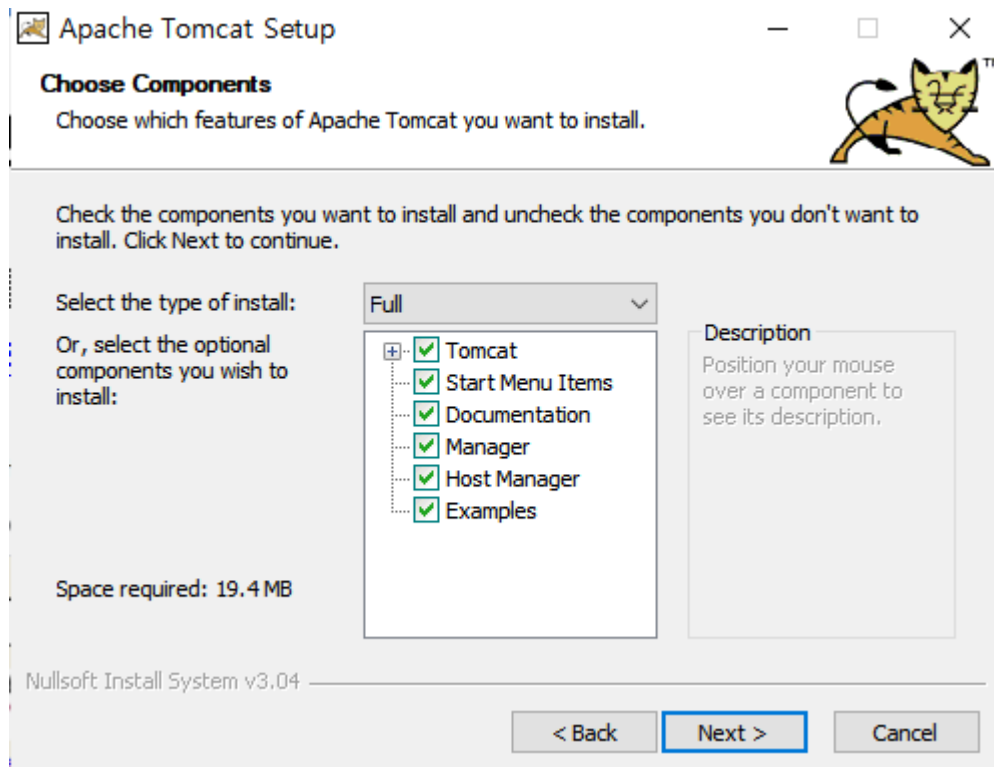 Apache Tomcat Setup
TM
Choose Components
Choose which features of Apache Tomcat you want to install.
Check the components you want to install and uncheck the components you don't want to
install. Click Next to continue.
Select the type of install:
Full
Or, select the optional
components you wish to
install:
Tomcat
Start Menu Items
Documentation
Manager
Host Manager
Examples
Description
Position your mouse
over a component to
see its description.
Space required: 19.4 MB
Nullsoft Install System v3.04
< Back
Next >
Cancel